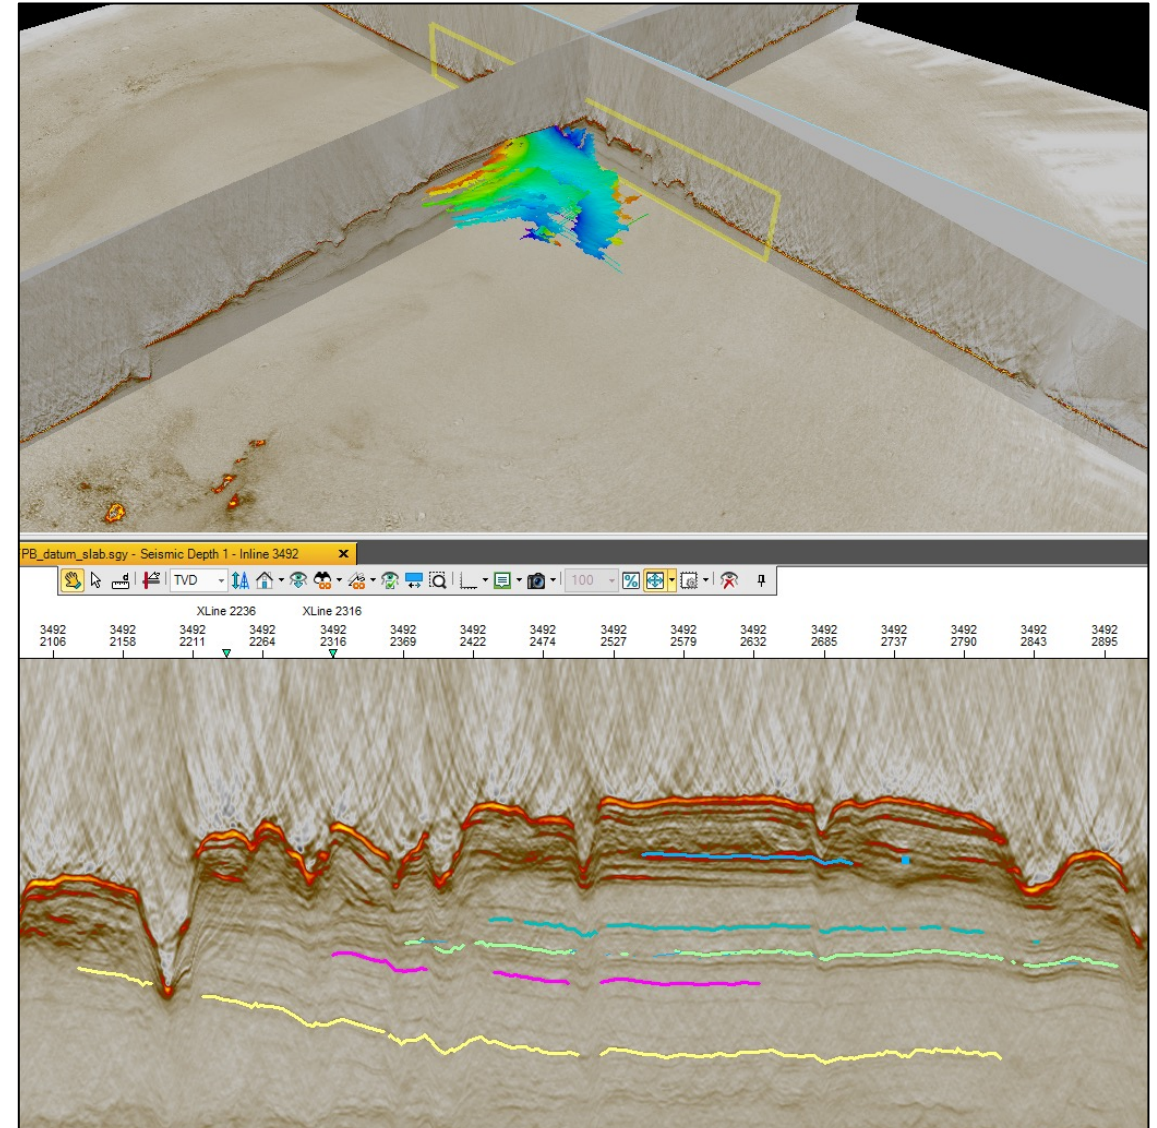 PB_datum_slab.sgy - Seismic Depth 1 - Inline 3492
TVD
100
XLine 2236 XLine 2316
3492 3492 3492 3492 3492 3492 3492 3492 3492 3492 3492 3492 3492 3492 3492 3492
2106 2158 2211 2264 2316 2369 2422 2474 2527 2579 2632 2685 2737 2790 2843 2895